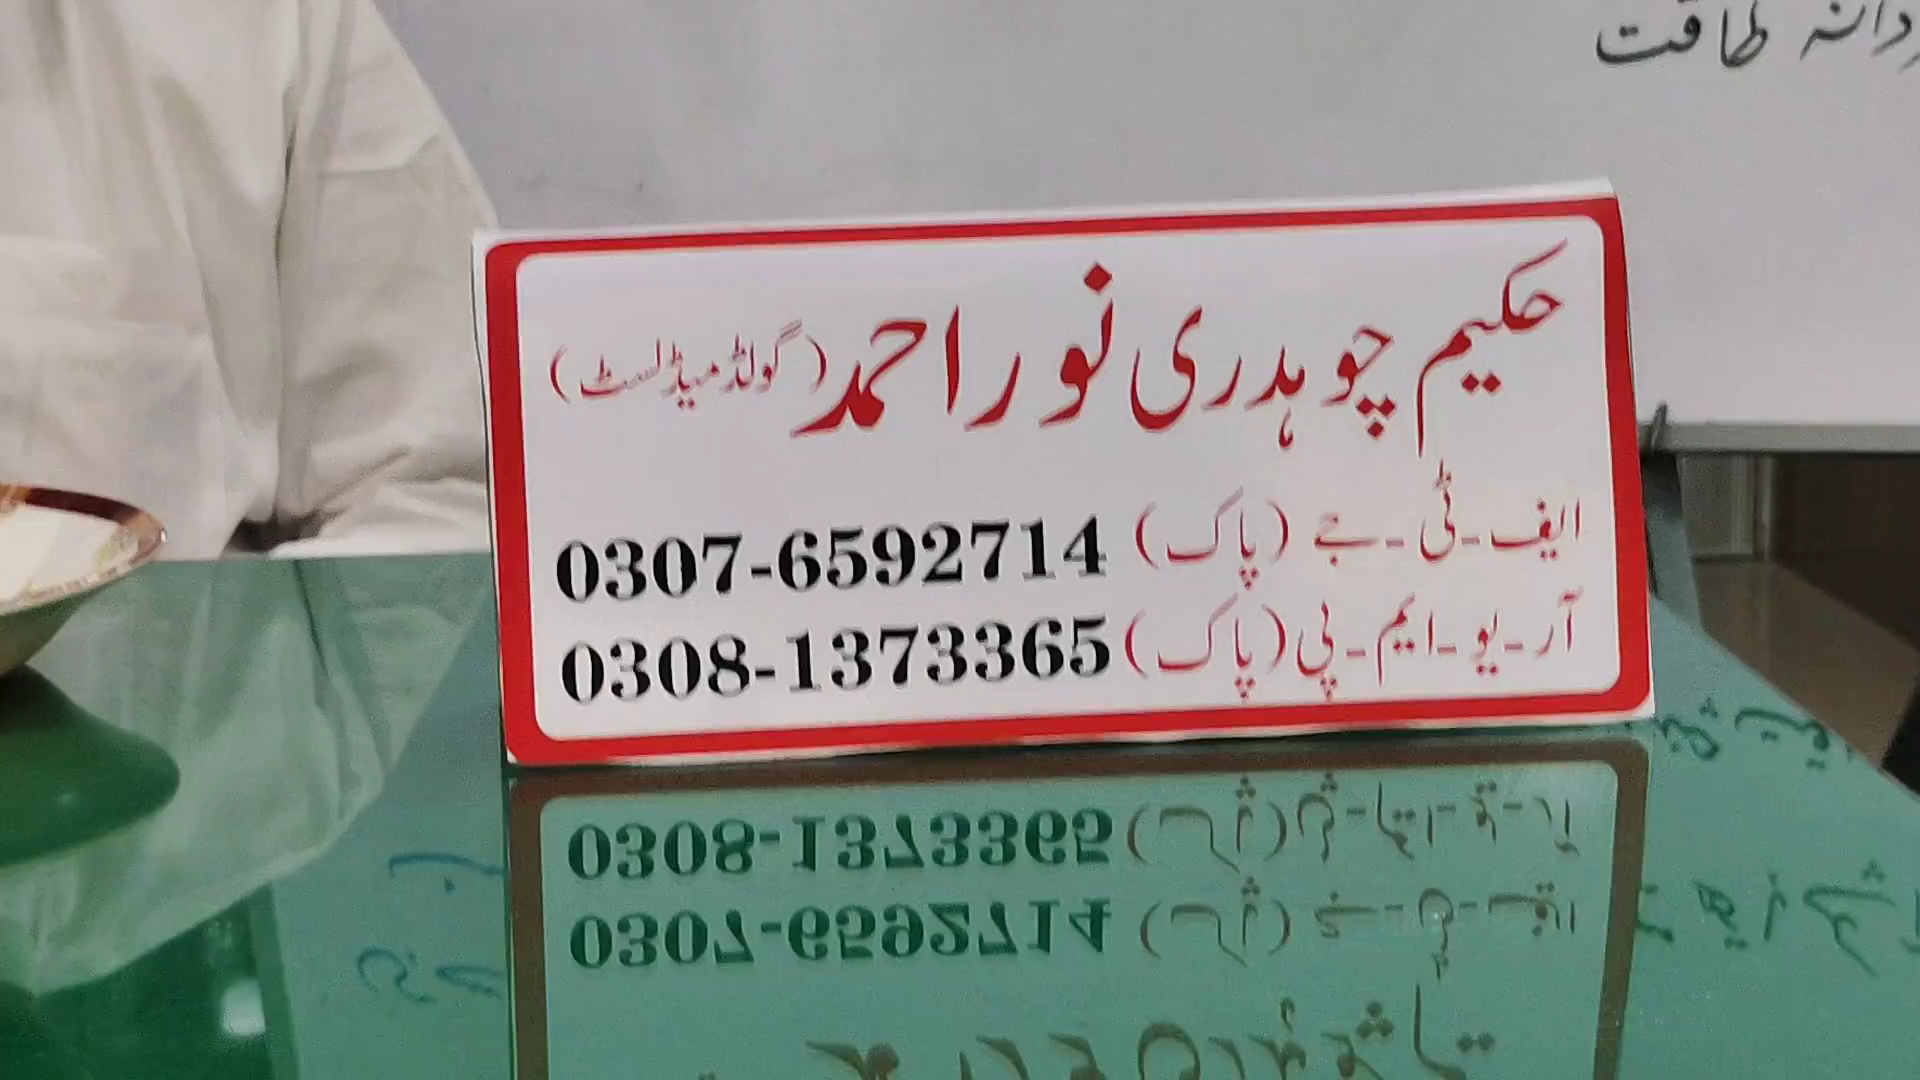 طاقت
حکیم چوہدری نور احمد (گولڈ میڈلسٹ)
ایف-ٹی-جے (پاک) 0307-6592714
آر-یو-ایم-پی (پاک) 0308-1373365